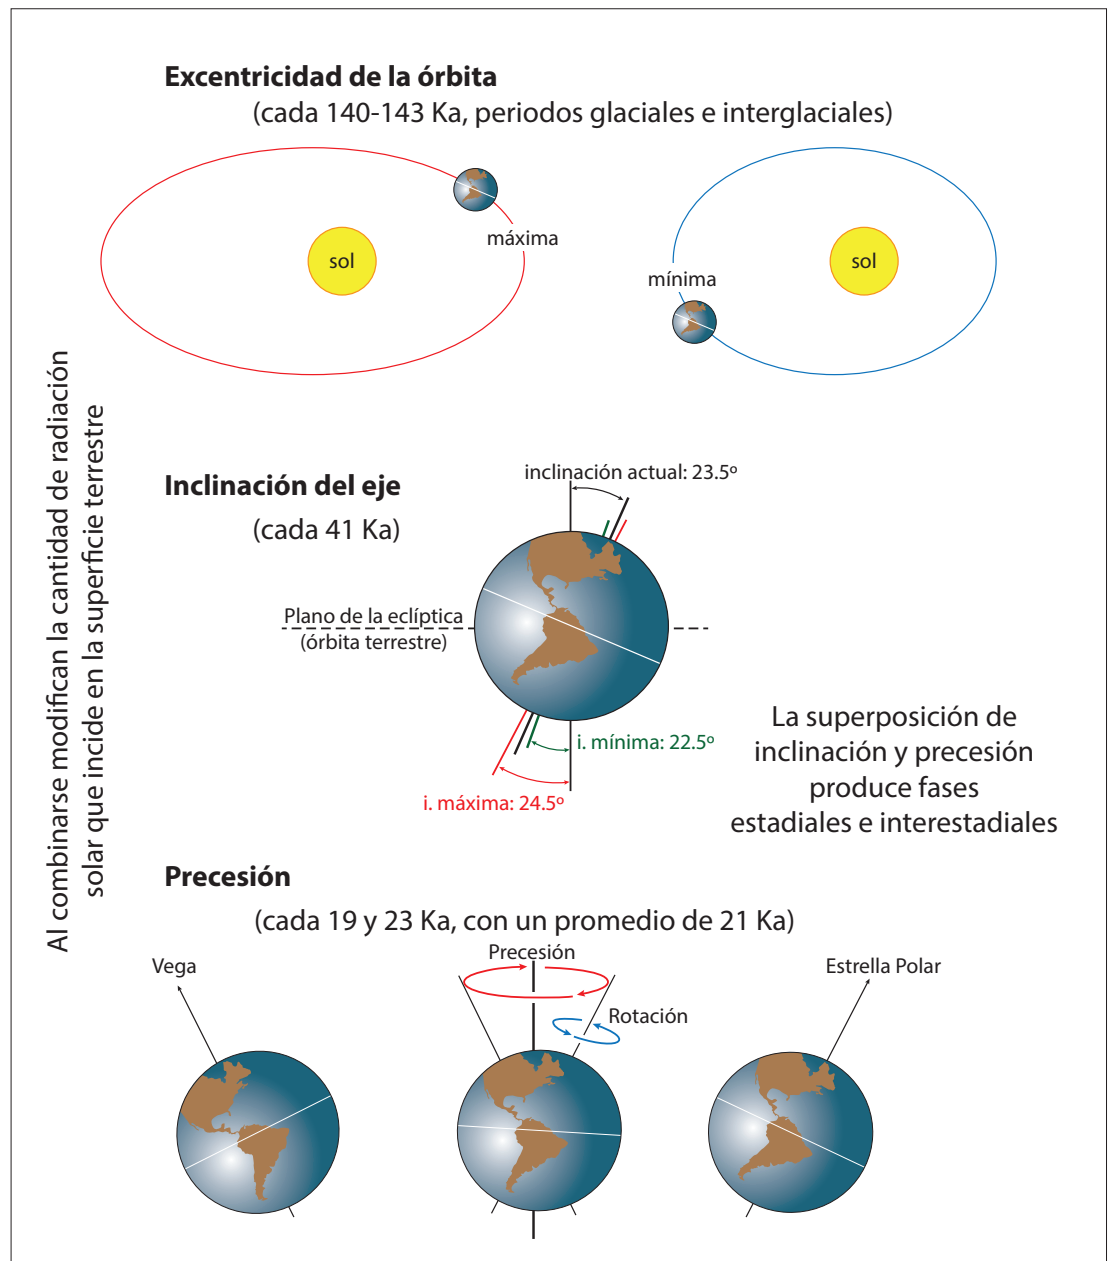 Excentricidad de la órbita
(cada 140-143 Ka, periodos glaciales e interglaciales)
sol
máxima
sol
mínima
Al combinarse modifican la cantidad de radiación
solar que incide en la superficie terrestre
Inclinación del eje
(cada 41 Ka)
inclinación actual: 23.5º
Plano de la eclíptica
(órbita terrestre)
i. mínima: 22.5º
i. máxima: 24.5º
La superposición de
inclinación y precesión
produce fases
estadiales e interestadiales
Precesión
(cada 19 y 23 Ka, con un promedio de 21 Ka)
Vega
Precesión
Rotación
Estrella Polar